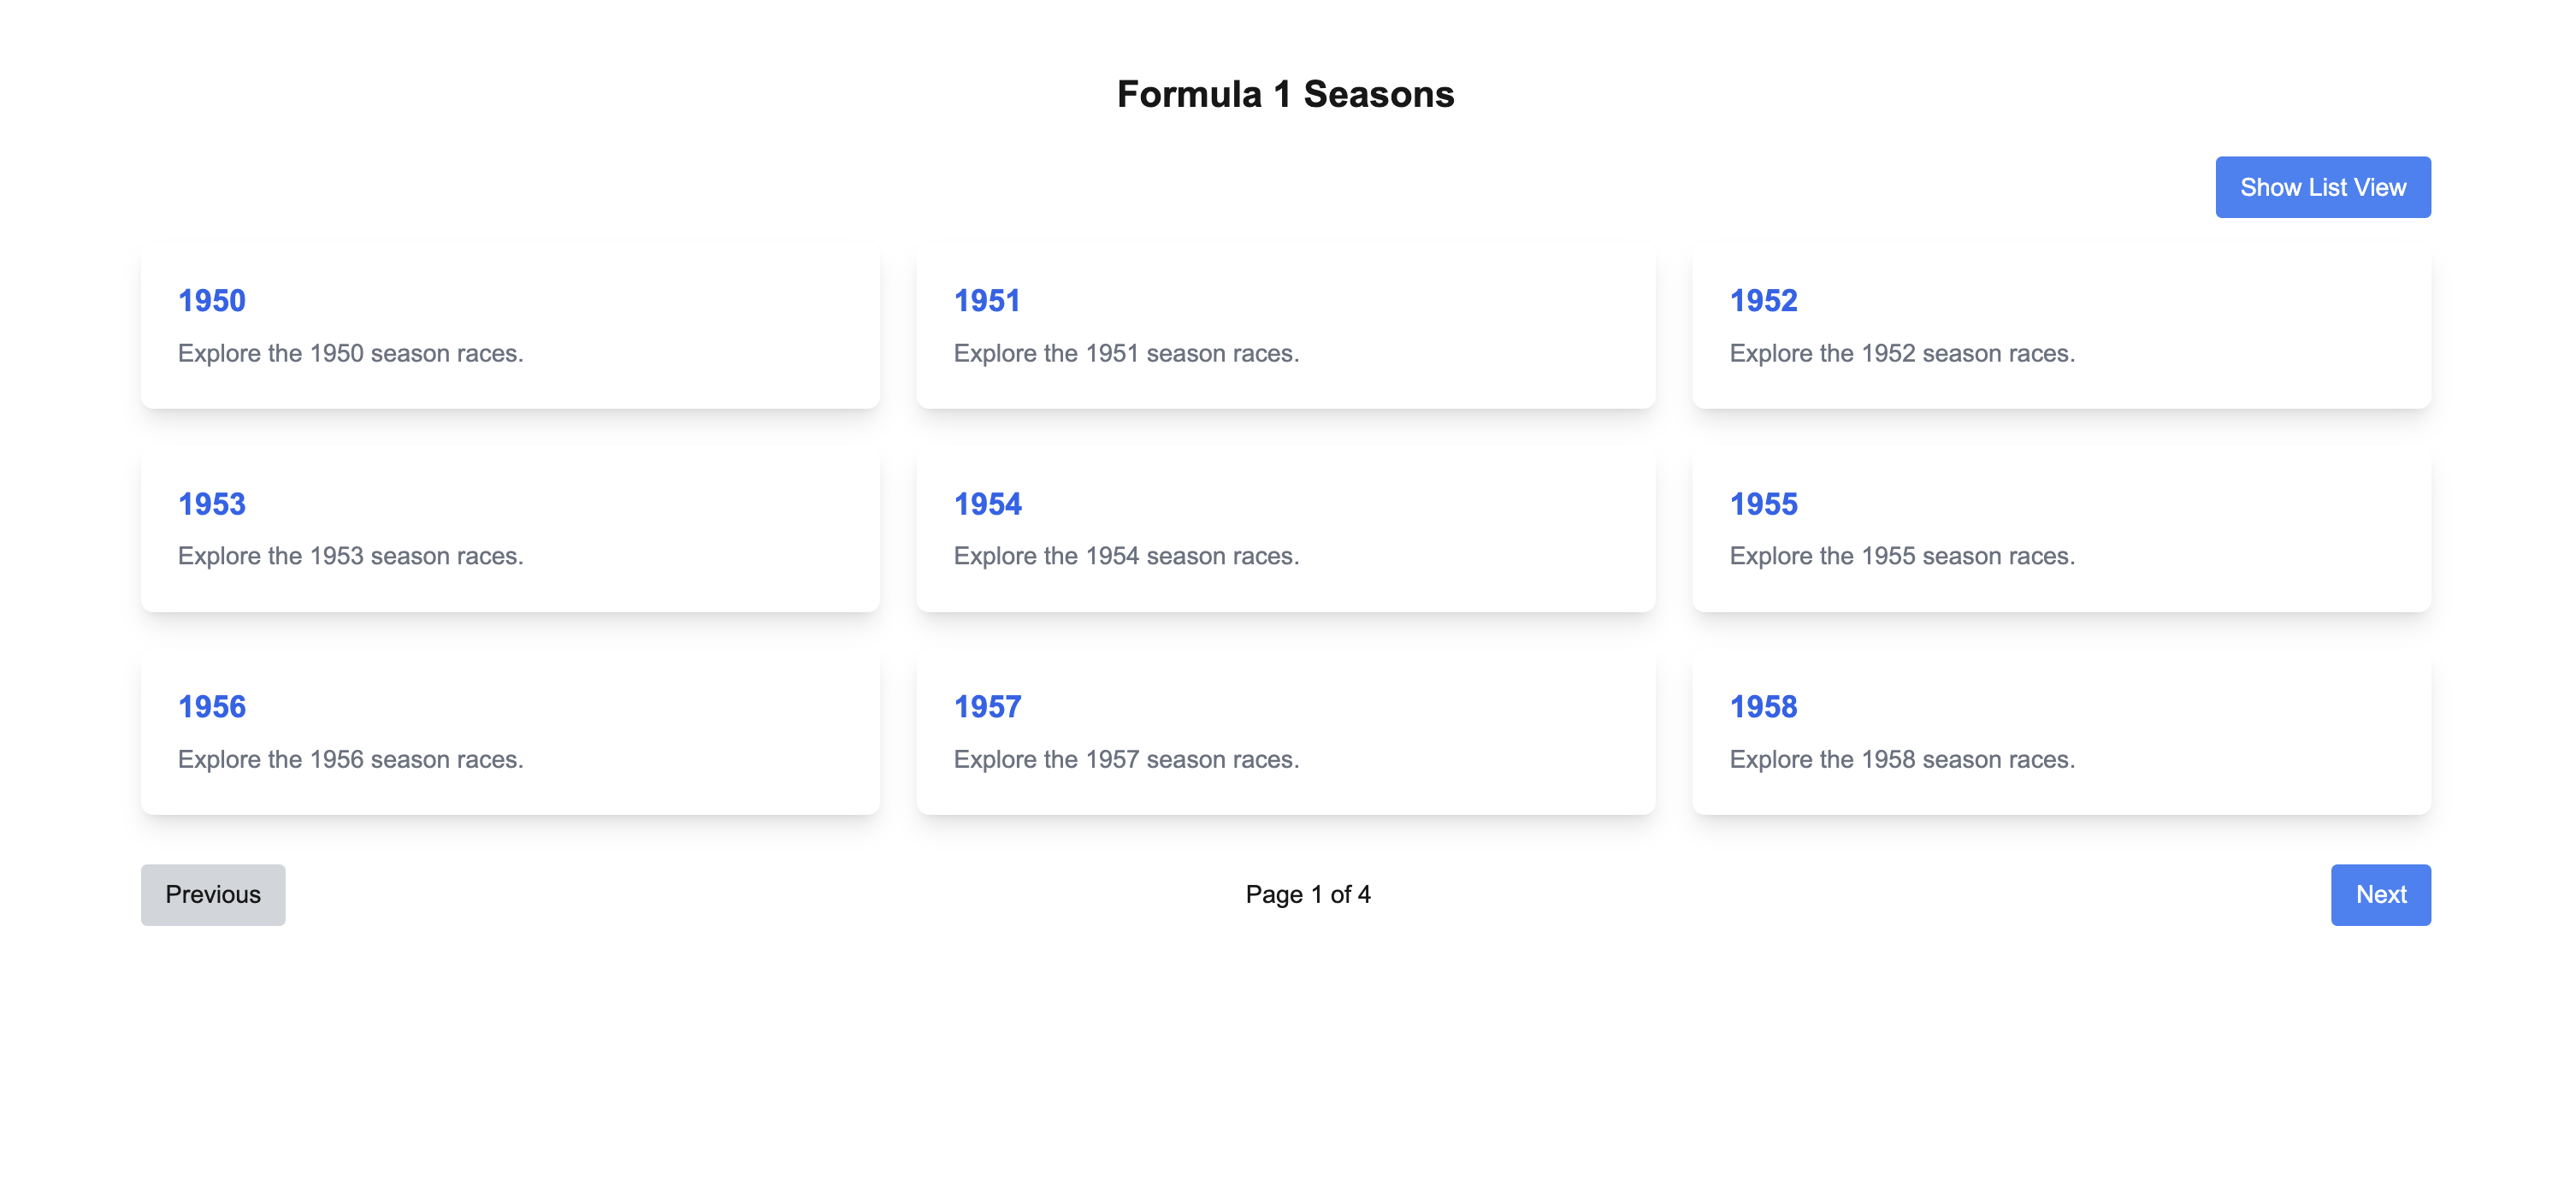 Formula 1 Seasons
Show List View
1950
Explore the 1950 season races.
1951
Explore the 1951 season races.
1952
Explore the 1952 season races.
1953
Explore the 1953 season races.
1954
Explore the 1954 season races.
1955
Explore the 1955 season races.
1956
Explore the 1956 season races.
1957
Explore the 1957 season races.
1958
Explore the 1958 season races.
Previous
Page 1 of 4
Next